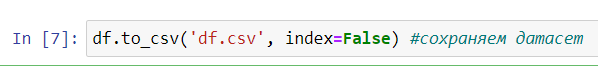 In [7]: df.to_csv('df.csv', index=False) #сохраняем датасет